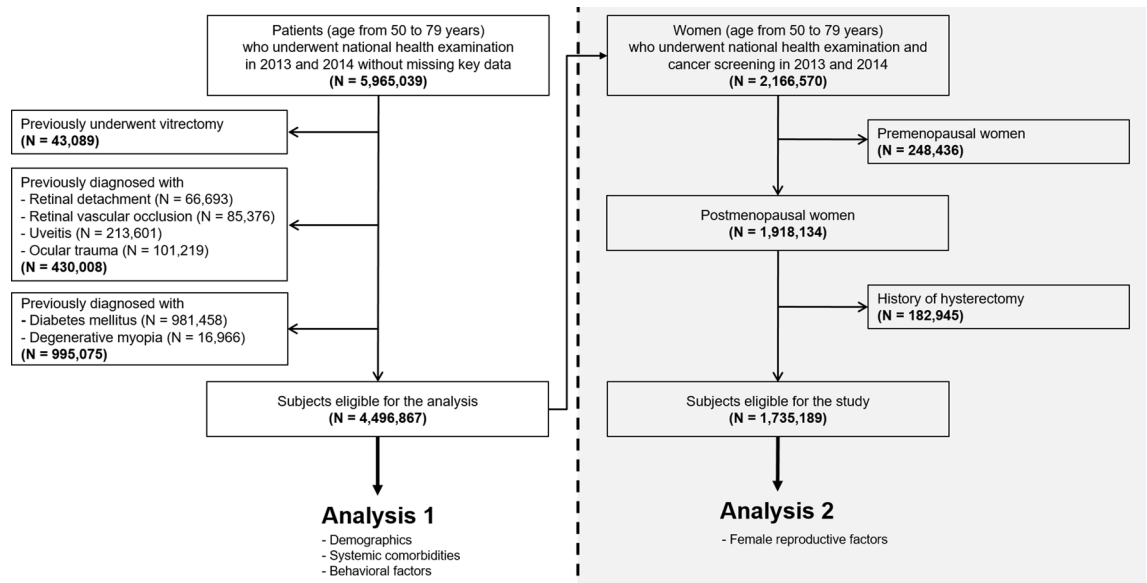 Patients (age from 50 to 79 years)
who underwent national health examination
in 2013 and 2014 without missing key data
(N = 5,965,039)
Previously underwent vitrectomy
(N = 43,089)
Previously diagnosed with
- Retinal detachment (N = 66,693)
- Retinal vascular occlusion (N = 85,376)
- Uveitis (N = 213,601)
- Ocular trauma (N = 101,219)
(N = 430,008)
Previously diagnosed with
- Diabetes mellitus (N = 981,458)
- Degenerative myopia (N = 16,966)
(N = 995,075)
Subjects eligible for the analysis
(N = 4,496,867)
Analysis 1
- Demographics
- Systemic comorbidities
- Behavioral factors
Women (age from 50 to 79 years)
who underwent national health examination and
cancer screening in 2013 and 2014
(N = 2,166,570)
Premenopausal women
(N = 248,436)
Postmenopausal women
(N = 1,918,134)
History of hysterectomy
(N = 182,945)
Subjects eligible for the study
(N = 1,735,189)
Analysis 2
- Female reproductive factors